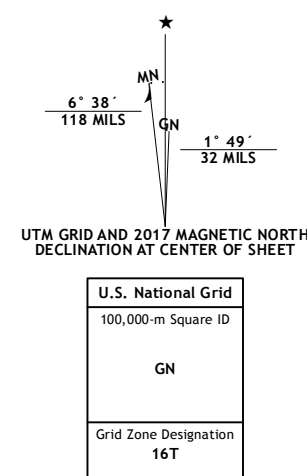 ★
MN
6° 38´
118 MILS
GN
1° 49´
32 MILS
UTM GRID AND 2017 MAGNETIC NORTH
DECLINATION AT CENTER OF SHEET
U.S. National Grid
100,000-m Square ID
GN
Grid Zone Designation
16T